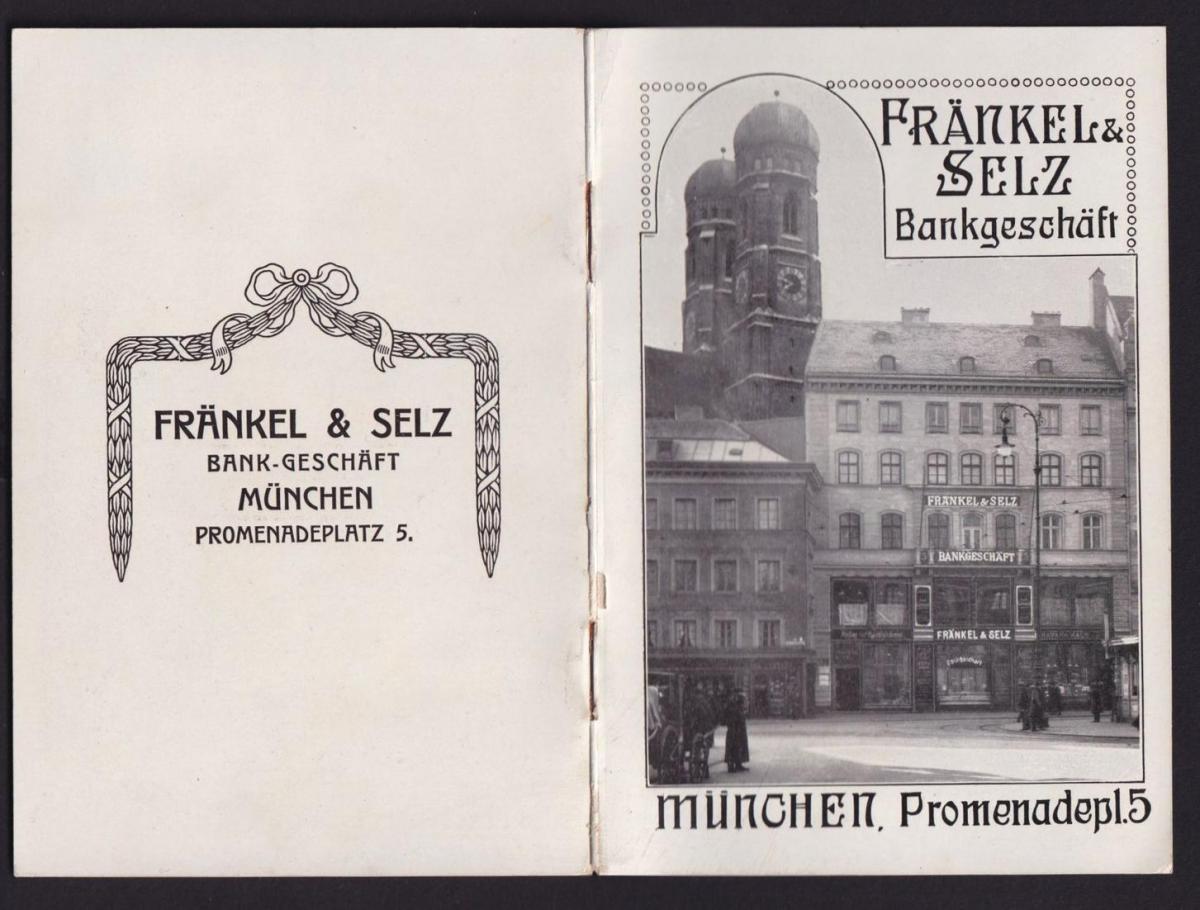 FRÄNKEL & SELZ
BANK-GESCHÄFT
MÜNCHEN
PROMENADEPLATZ 5.
FRÄNKEL &
SELZ
Bankgeschäft
FRÄNKEL & SELZ
BANKGESCHÄFT
FRÄNKEL & SELZ
MÜNCHEN, Promenadepl.5